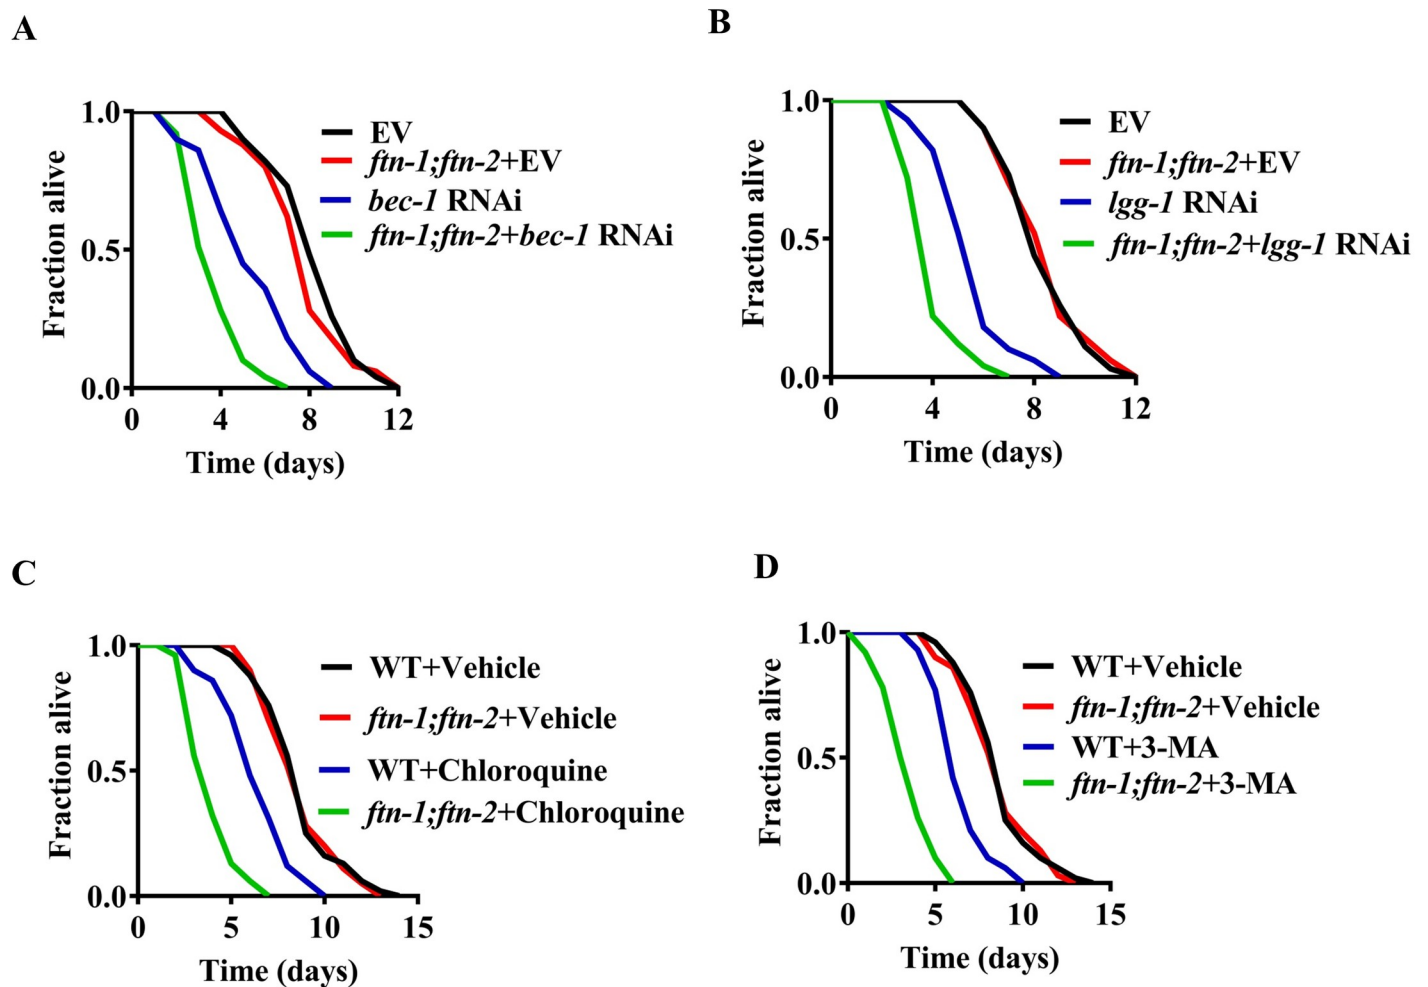 A
Fraction alive
1.0
0.5
0.0
0 4 8 12
Time (days)
EV
ftn-1;ftn-2+EV
bec-1 RNAi
ftn-1;ftn-2+bec-1 RNAi
B
Fraction alive
1.0
0.5
0.0
0 4 8 12
Time (days)
EV
ftn-1;ftn-2+EV
lgg-1 RNAi
ftn-1;ftn-2+lgg-1 RNAi
C
Fraction alive
1.0
0.5
0.0
0 5 10 15
Time (days)
WT+Vehicle
ftn-1;ftn-2+Vehicle
WT+Chloroquine
ftn-1;ftn-2+Chloroquine
D
Fraction alive
1.0
0.5
0.0
0 5 10 15
Time (days)
WT+Vehicle
ftn-1;ftn-2+Vehicle
WT+3-MA
ftn-1;ftn-2+3-MA